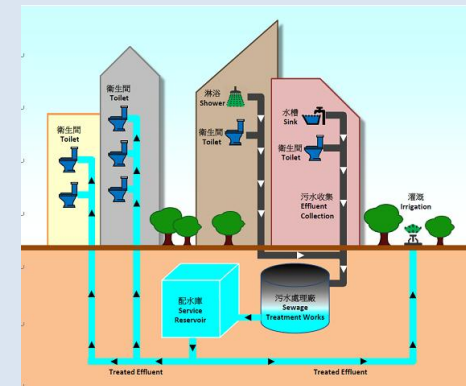 衛生間
Toilet
衛生間
Toilet
淋浴
Shower
衛生間
Toilet
水槽
Sink
衛生間
Toilet
污水收集
Effluent
Collection
灌溉
Irrigation
配水庫
Service
Reservoir
污水處理廠
Sewage
Treatment Works
Treated Effluent
Treated Effluent